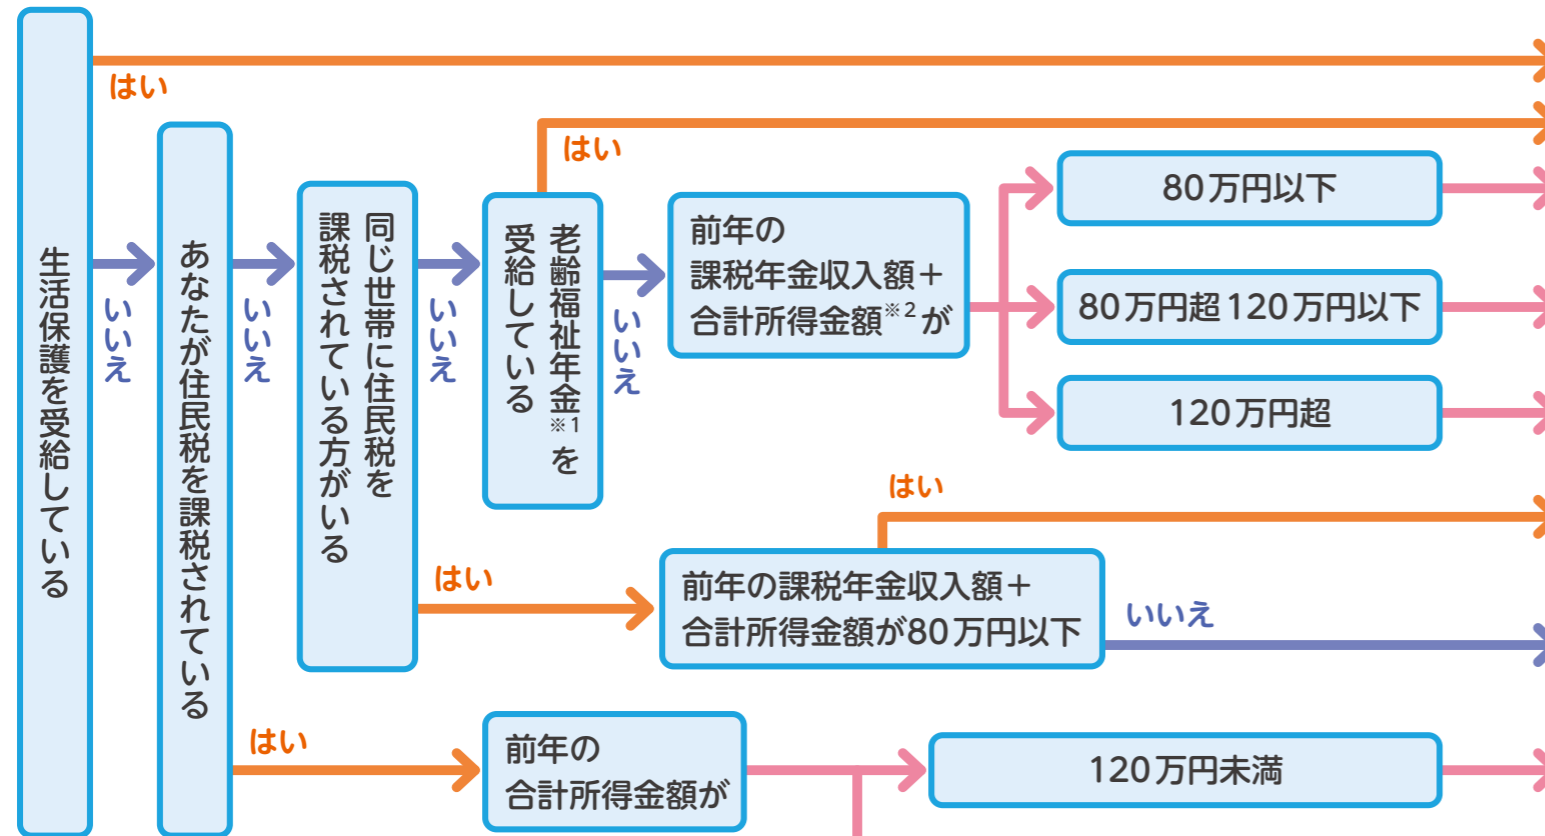 生活保護を受給している
はい
いいえ
あなたが住民税を課税されている
いいえ
同じ世帯に住民税を
課税されている方がいる
いいえ
老齢福祉年金※1を
受給している
はい
いいえ
前年の
課税年金収入額＋
合計所得金額※2が
80万円以下
80万円超120万円以下
120万円超
はい
前年の課税年金収入額＋
合計所得金額が80万円以下
はい
いいえ
はい
前年の
合計所得金額が
120万円未満